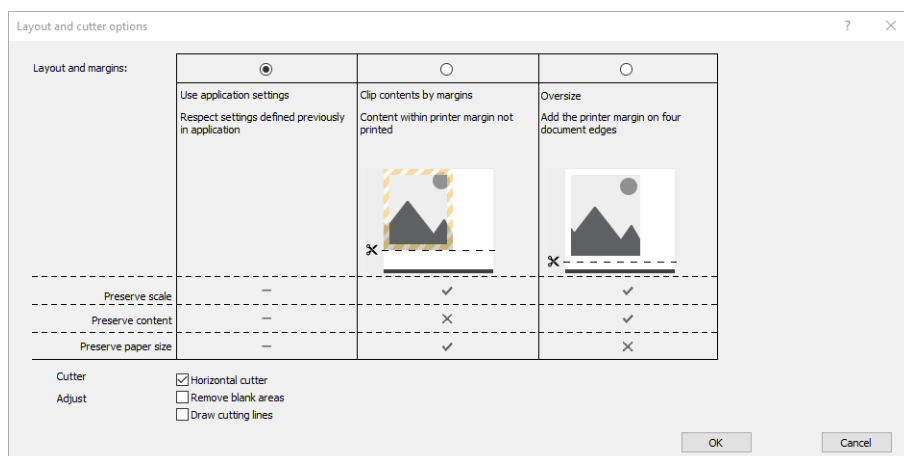 Layout and cutter options
Layout and margins:
Use application settings
Respect settings defined previously
in application
Clip contents by margins
Content within printer margin not
printed
Oversize
Add the printer margin on four
document edges
Preserve scale
Preserve content
Preserve paper size
Cutter
Horizontal cutter
Adjust
Remove blank areas
Draw cutting lines
OK
Cancel